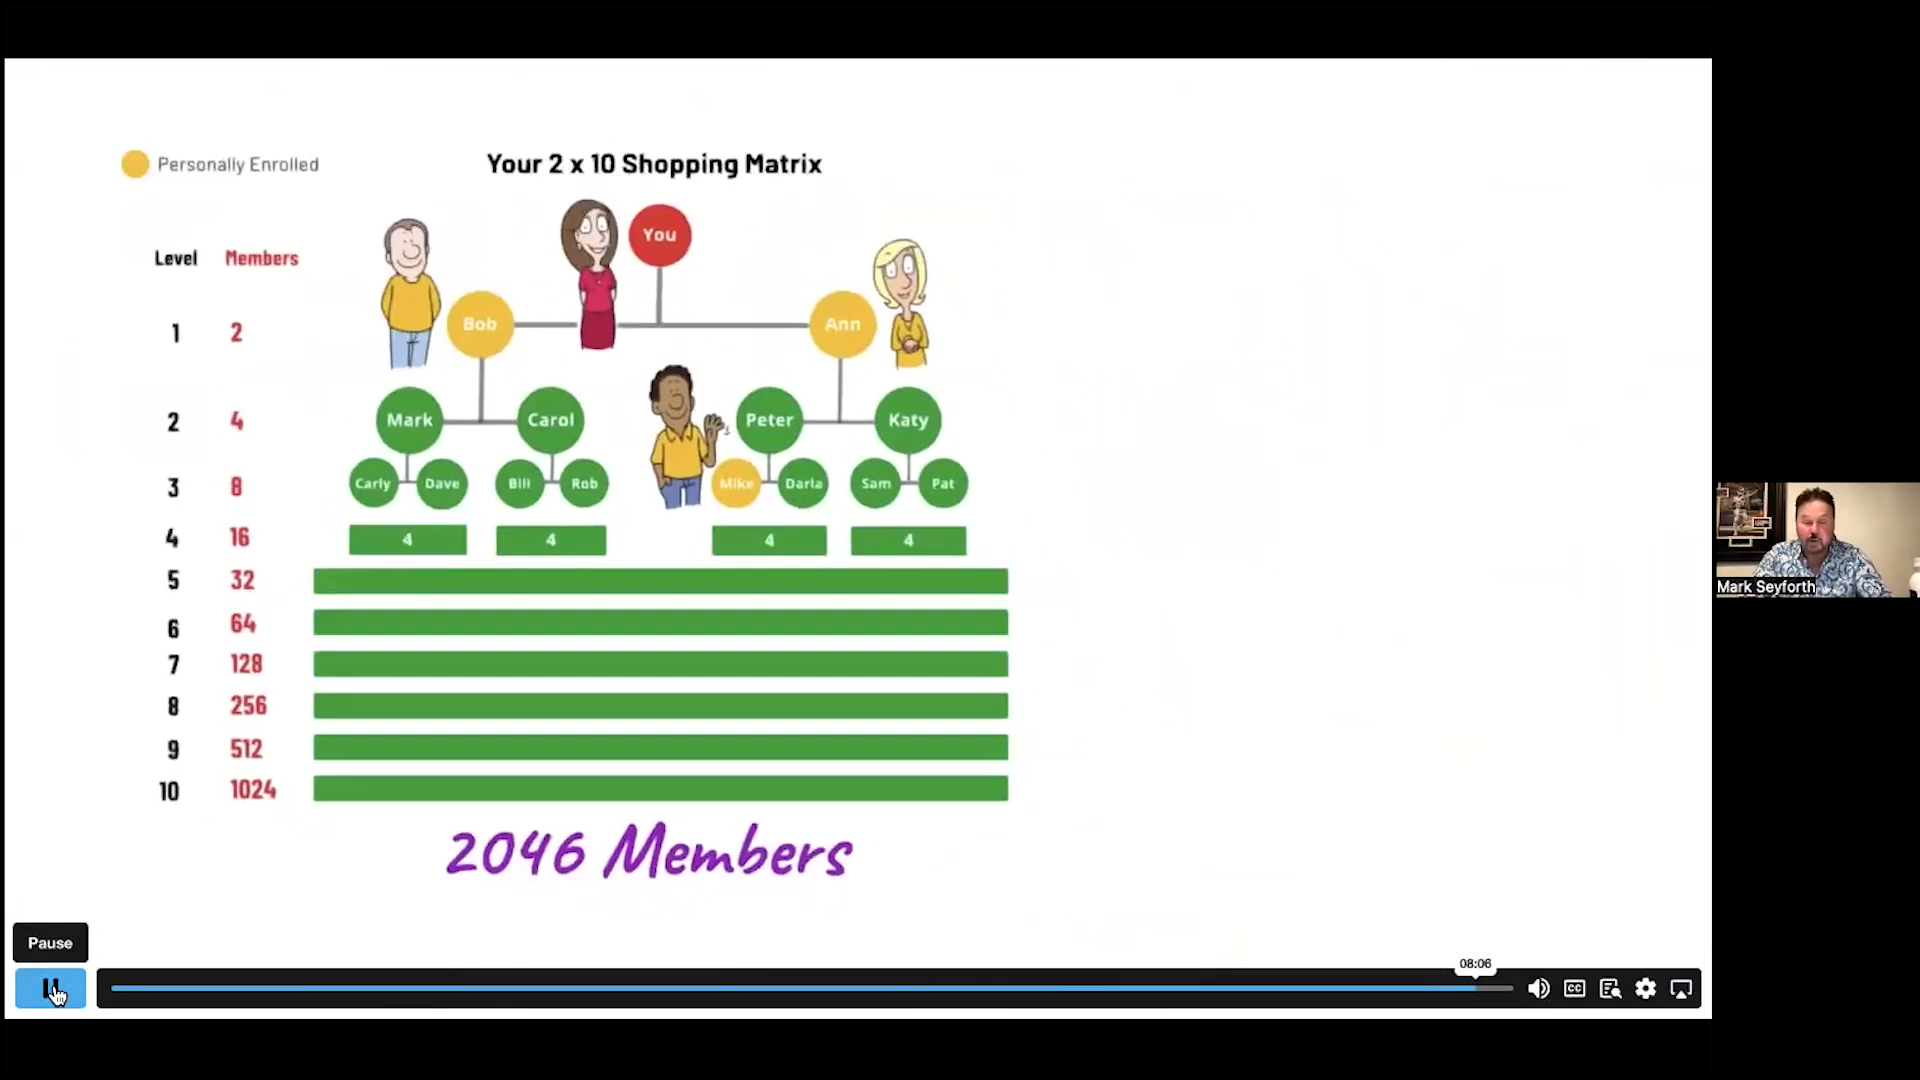 Personally Enrolled
Your 2 x 10 Shopping Matrix
You
Level Members
Bob Ann
1 2
Mark Carol Peter Katy
2 4
Carly Dave Bill Rob Mike Darla Sam Pat
3 8
4 16 4 4 4 4
5 32
6 64
7 128
8 256
9 512
10 1024
2046 Members
Pause
08:06
CC
Mark Seyforth